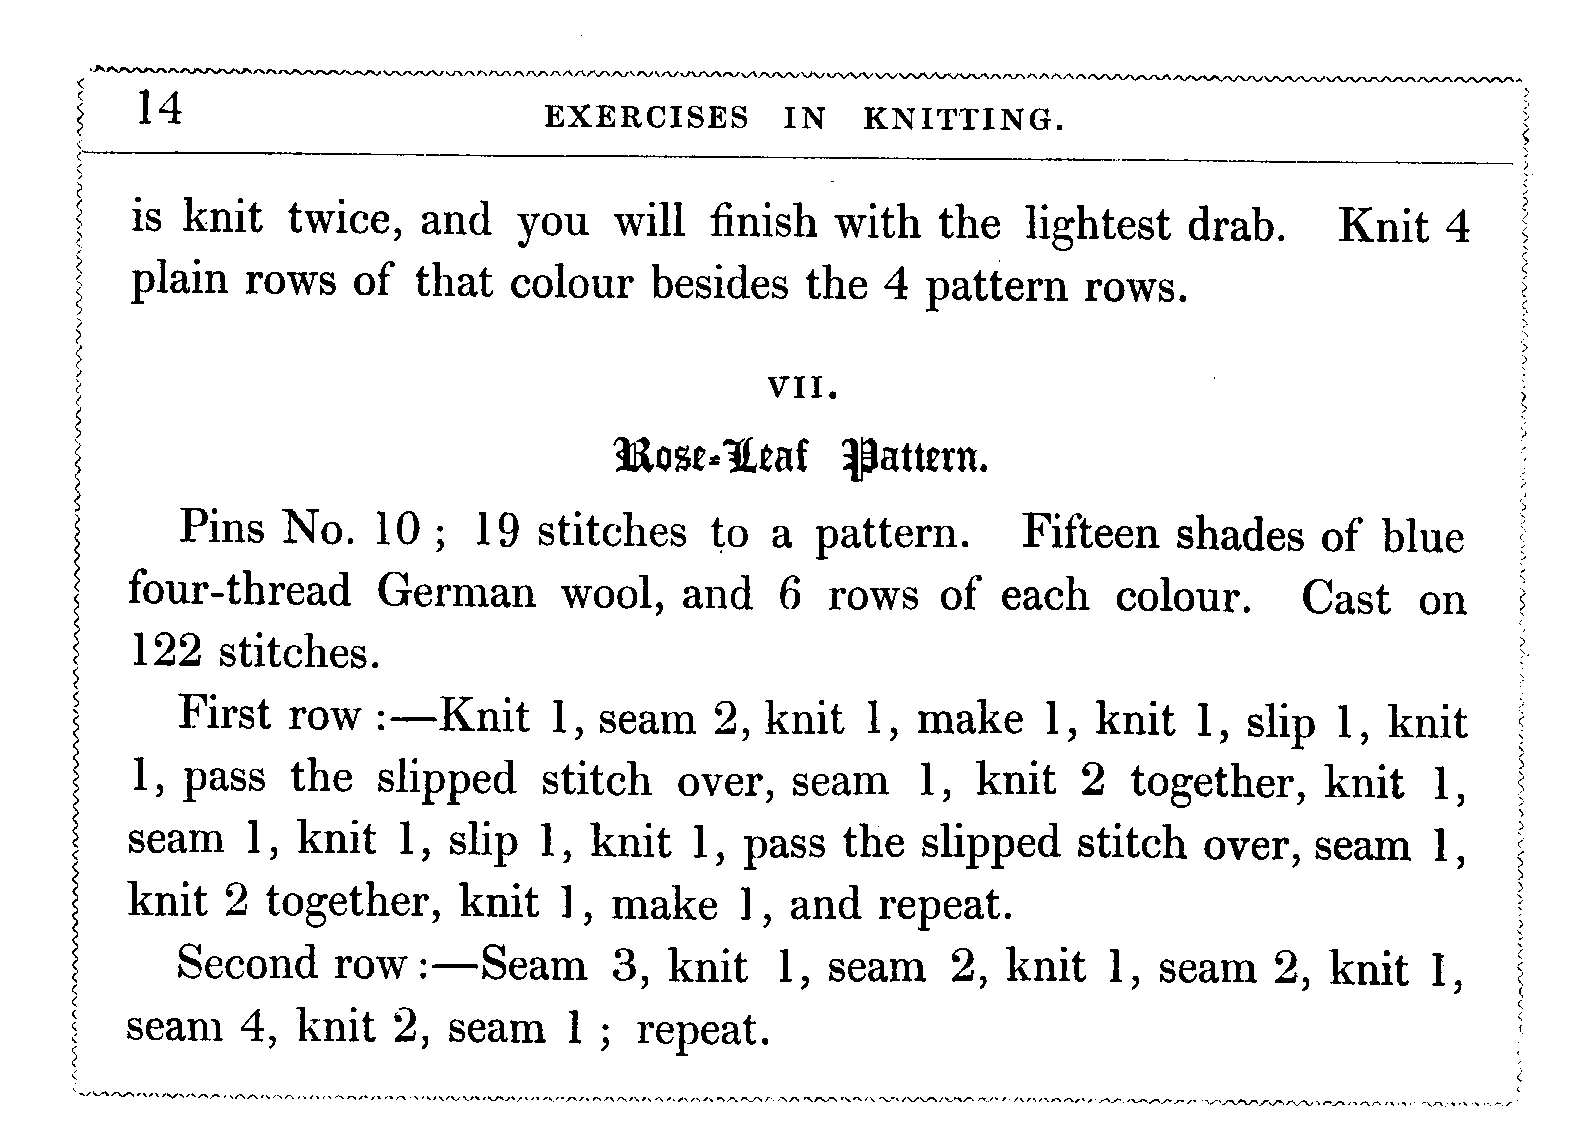 14
EXERCISES IN KNITTING.
is knit twice, and you will finish with the lightest drab. Knit 4
plain rows of that colour besides the 4 pattern rows.
VII.
Rose-Leaf Pattern.
Pins No. 10 ; 19 stitches to a pattern. Fifteen shades of blue
four-thread German wool, and 6 rows of each colour. Cast on
122 stitches.
First row :—Knit 1, seam 2, knit 1, make 1, knit 1, slip 1, knit
1, pass the slipped stitch over, seam 1, knit 2 together, knit 1,
seam 1, knit 1, slip 1, knit 1, pass the slipped stitch over, seam 1,
knit 2 together, knit 1, make 1, and repeat.
Second row :—Seam 3, knit 1, seam 2, knit 1, seam 2, knit 1,
seam 4, knit 2, seam 1 ; repeat.